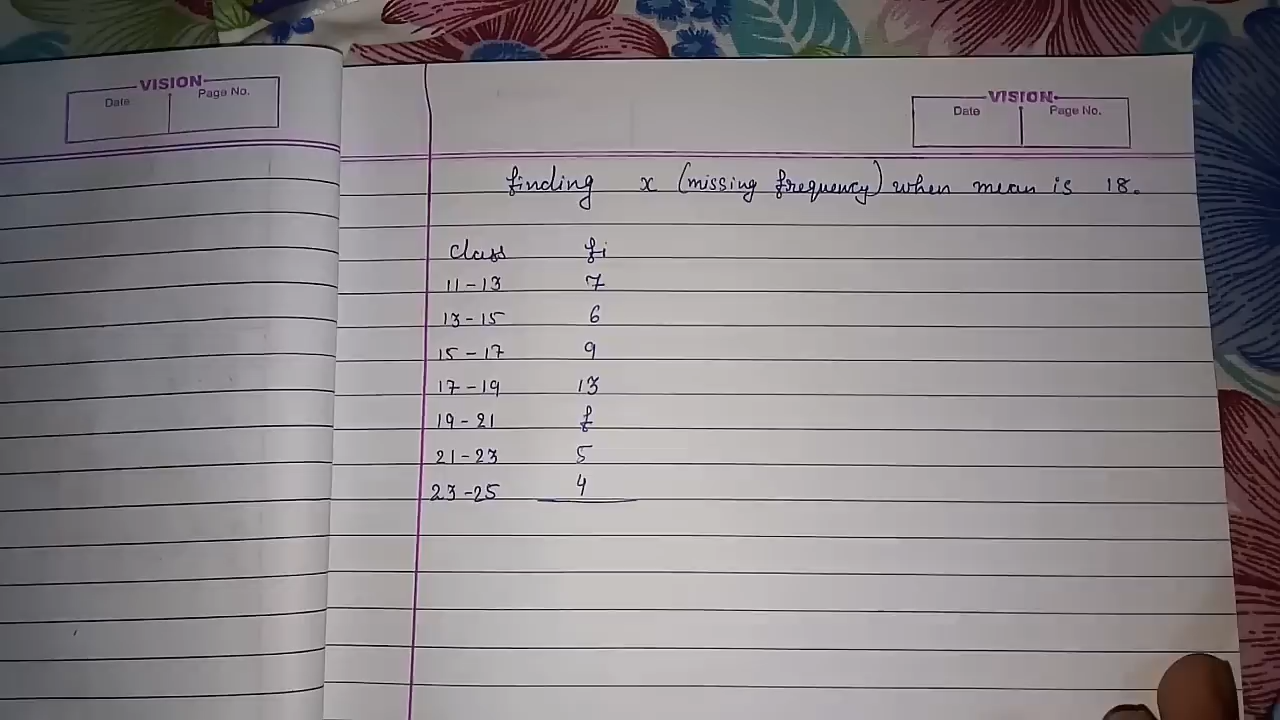 VISION
Date Page No.
VISION
Date Page No.
finding x (missing frequency) when mean is 18.
class fi
11-13 7
13-15 6
15-17 9
17-19 13
19-21 f
21-23 5
23-25 4